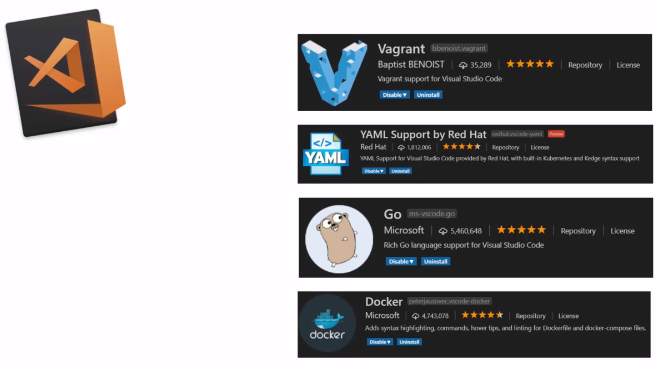 Vagrant bbenoist.vagrant
Baptist BENOIST 35,289 Repository License
Vagrant support for Visual Studio Code
Disable Uninstall
YAML Support by Red Hat redhat.vscode-yaml Preview
</>
YAML
Red Hat 1,812,006 Repository License
YAML Support for Visual Studio Code provided by Red Hat, with built-in Kubernetes and Kedge syntax support
Disable Uninstall
Go ms-vscode.go
Microsoft 5,460,648 Repository License
Rich Go language support for Visual Studio Code
Disable Uninstall
Docker peterjausovec.vscode-docker
Microsoft 4,743,078 Repository License
docker
Adds syntax highlighting, commands, hover tips, and linting for Dockerfile and docker-compose files.
Disable Uninstall